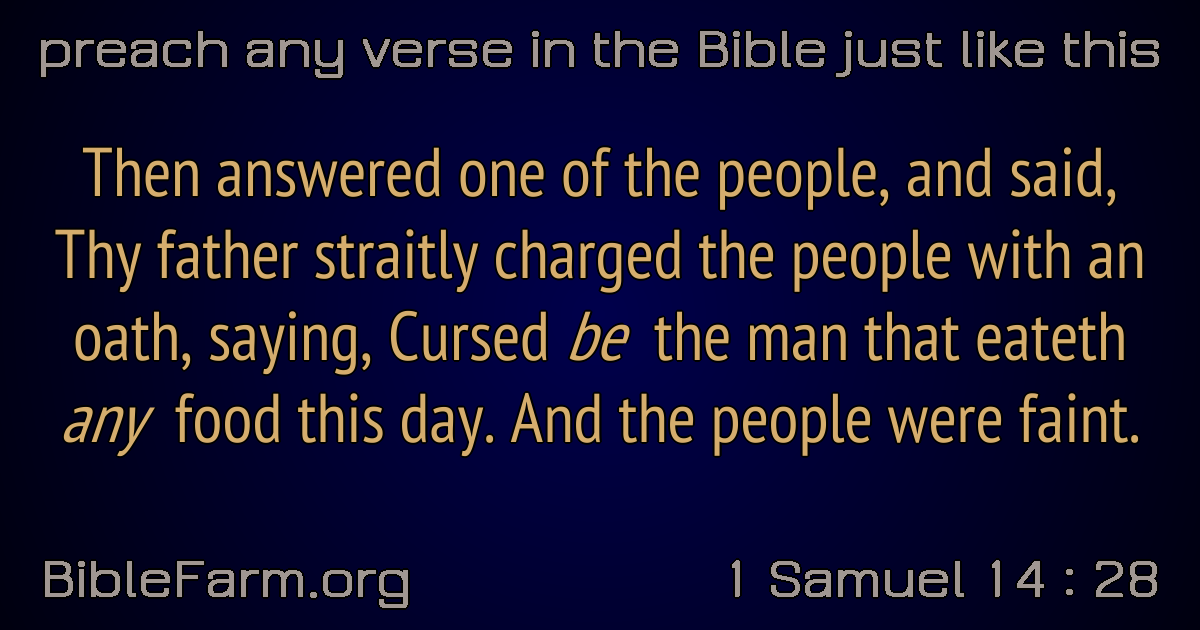 preach any verse in the Bible just like this
Then answered one of the people, and said,
Thy father straitly charged the people with an
oath, saying, Cursed be the man that eateth
any food this day. And the people were faint.
BibleFarm.org
1 Samuel 14 : 28